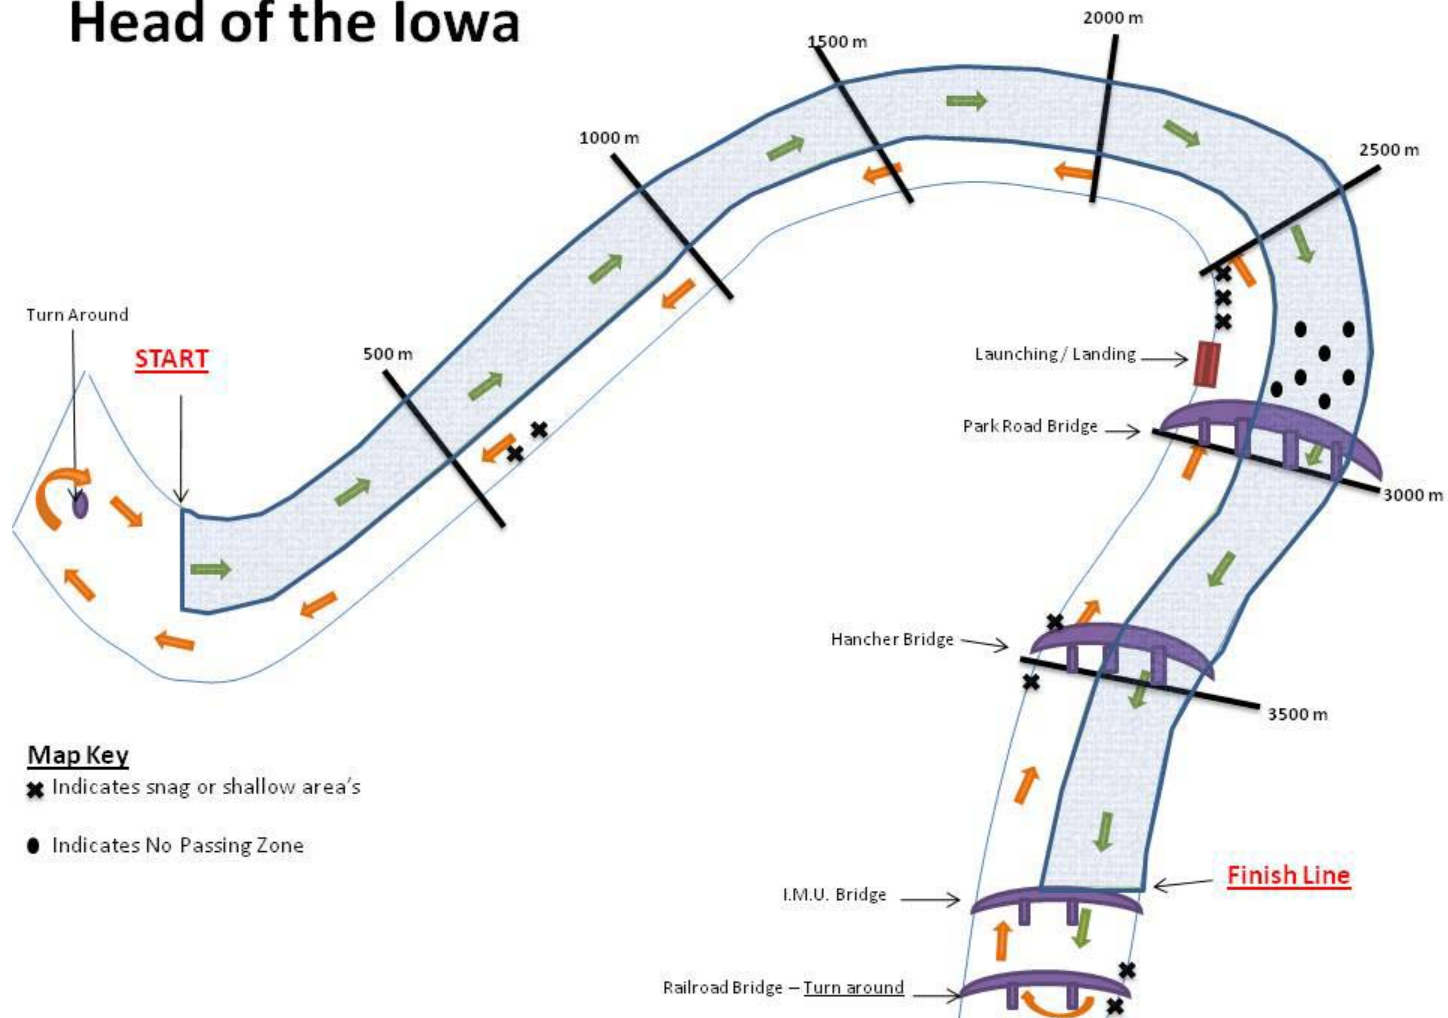 Head of the Iowa
2000 m
1500 m
1000 m
2500 m
Turn Around
START
500 m
Launching / Landing
Park Road Bridge
3000 m
Hancher Bridge
3500 m
Map Key
Indicates snag or shallow area's
Indicates No Passing Zone
Finish Line
I.M.U. Bridge
Railroad Bridge – Turn around